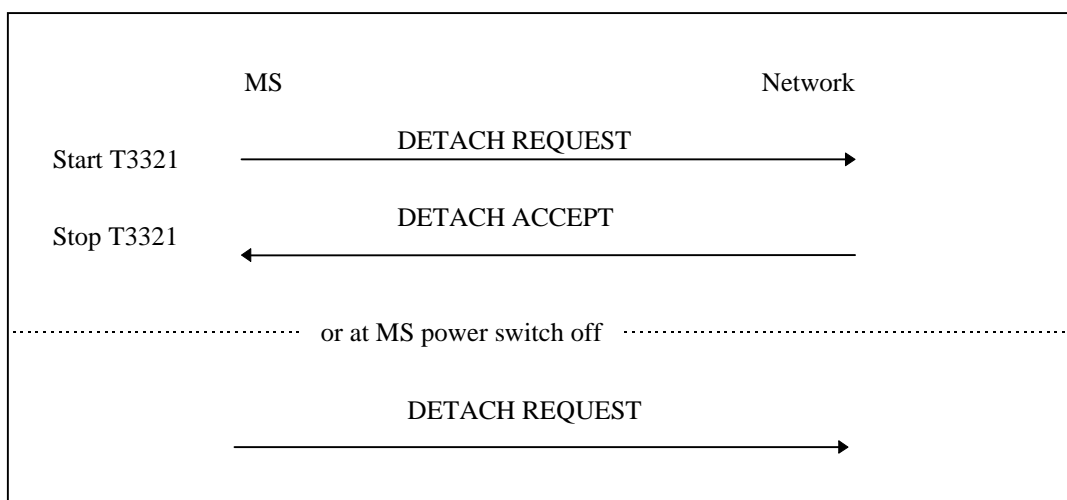 MS Network
DETACH REQUEST
Start T3321
DETACH ACCEPT
Stop T3321
or at MS power switch off
DETACH REQUEST